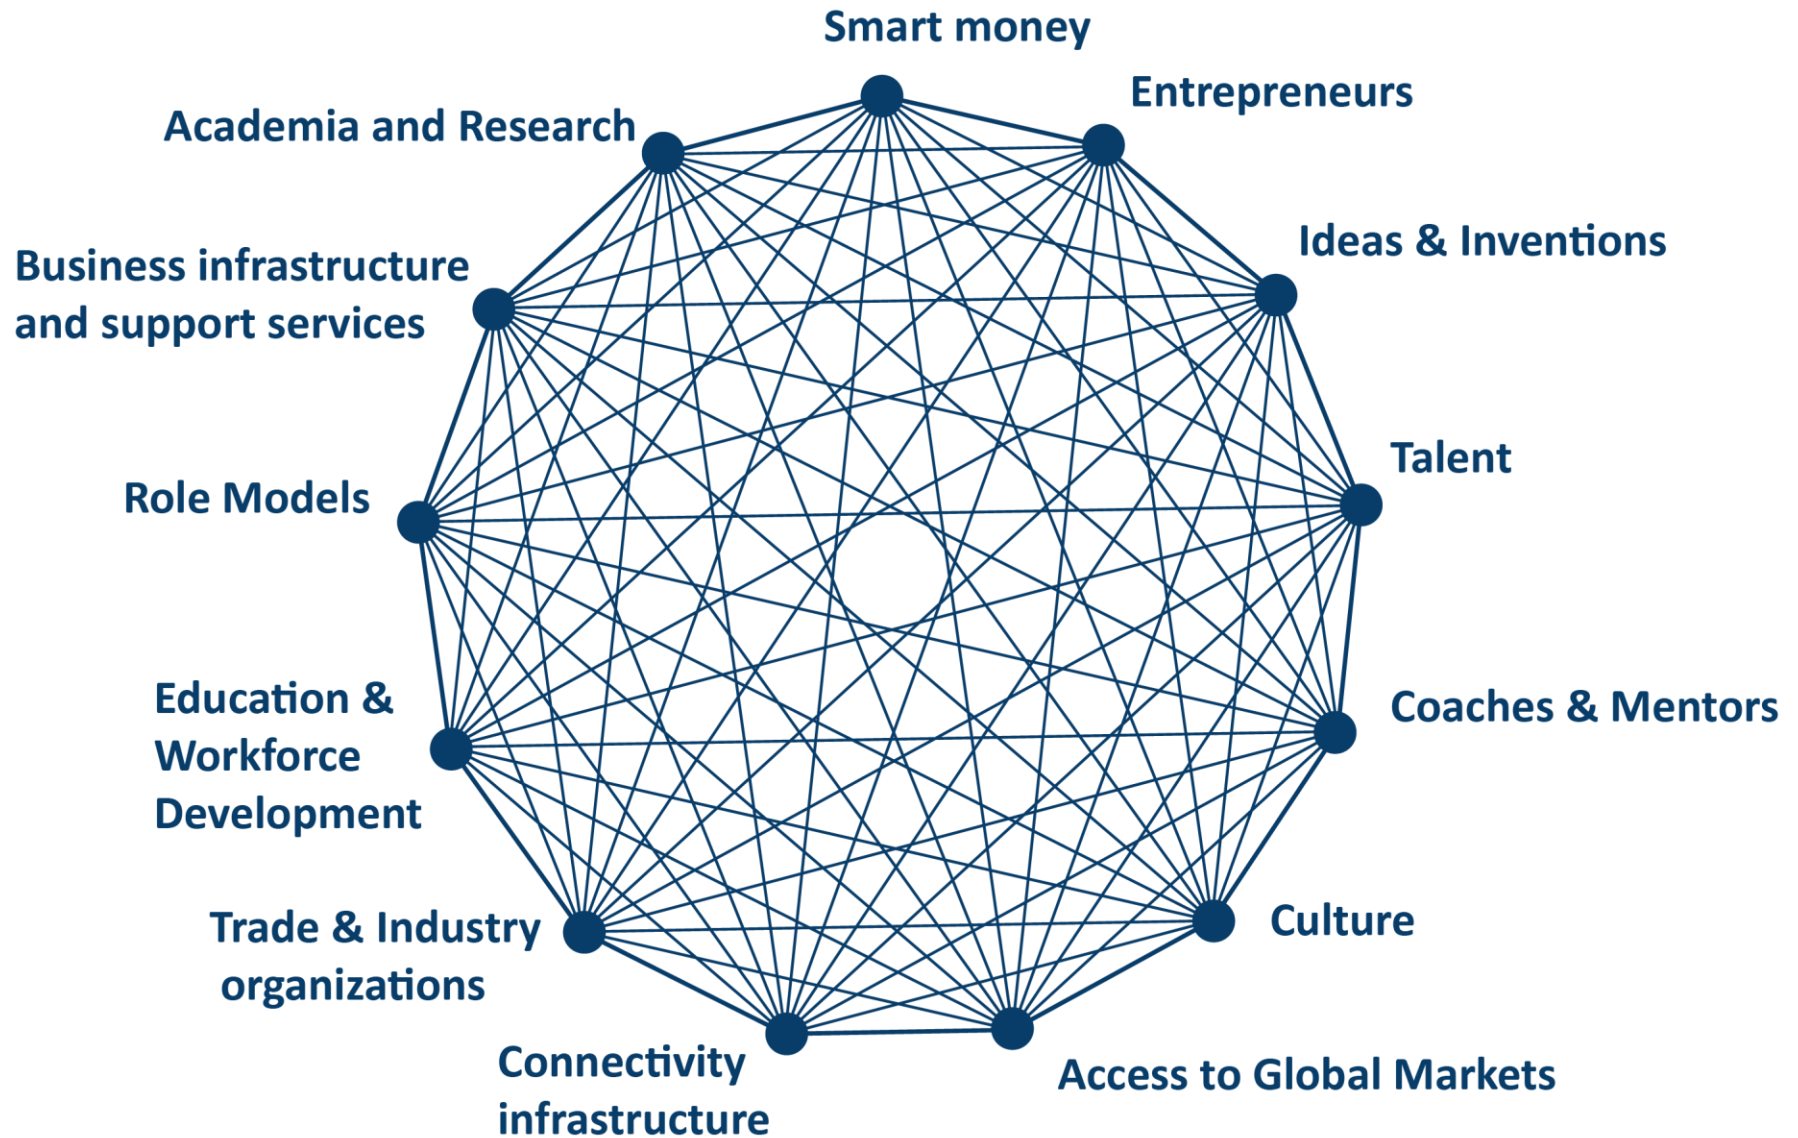 Smart money
Entrepreneurs
Academia and Research
Ideas & Inventions
Business infrastructure
and support services
Talent
Role Models
Education &
Workforce
Development
Coaches & Mentors
Trade & Industry
organizations
Culture
Connectivity
infrastructure
Access to Global Markets